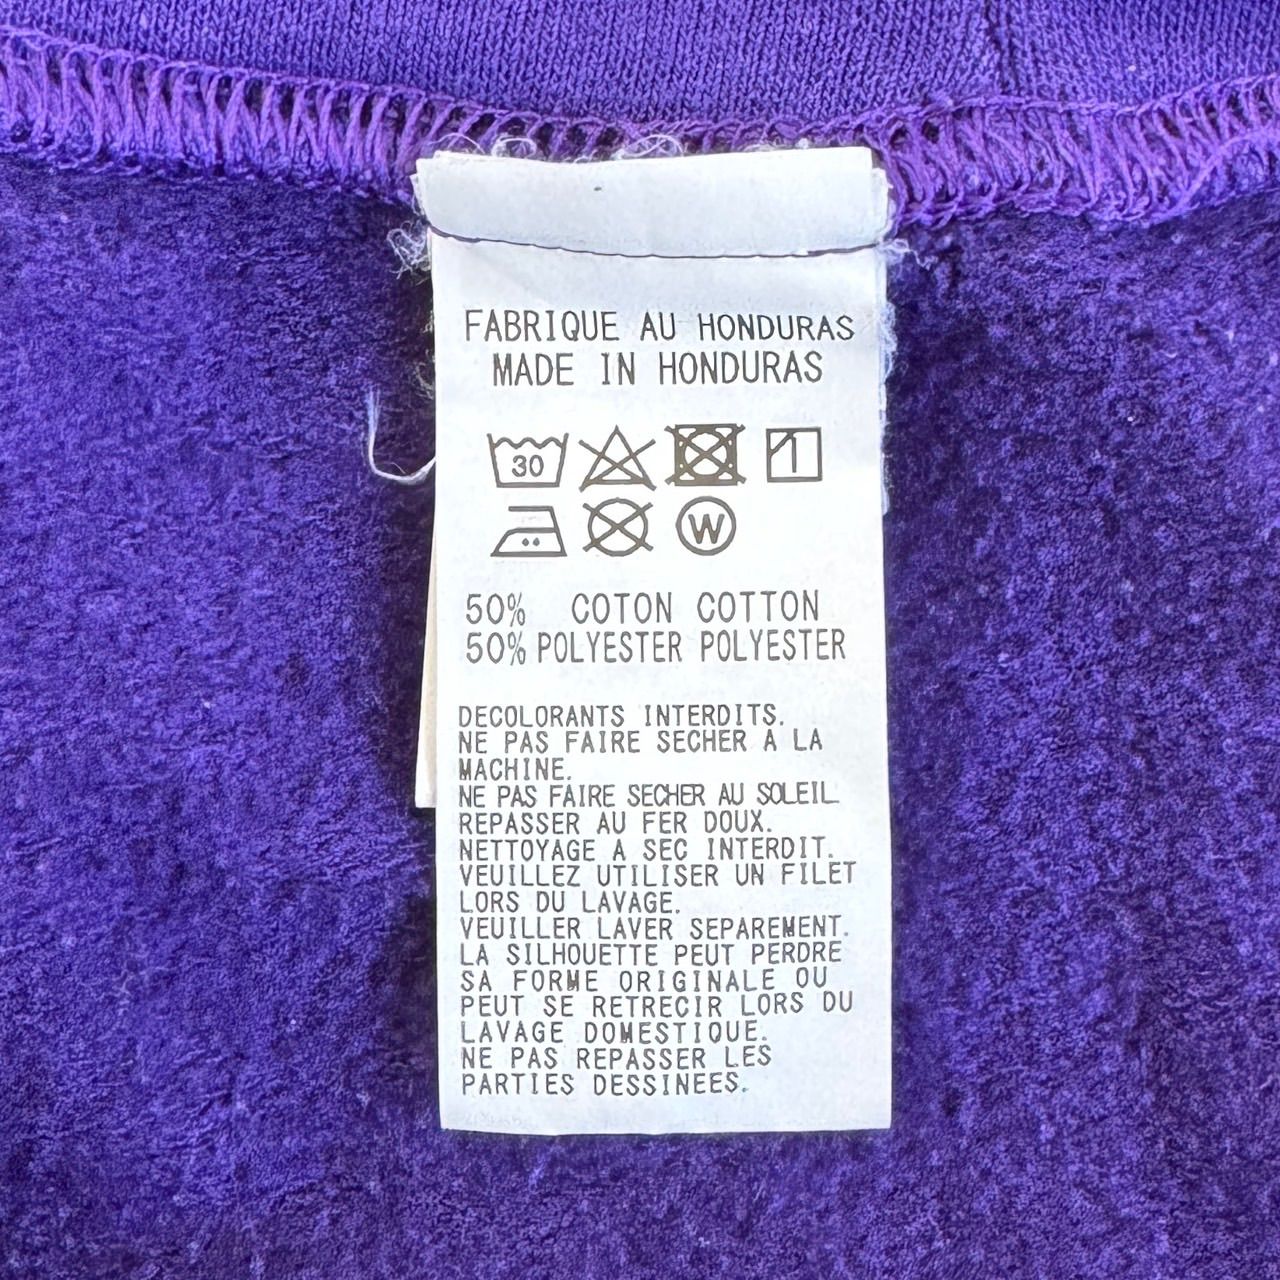 FABRIQUE AU HONDURAS
MADE IN HONDURAS
30
W
50% COTON COTTON
50% POLYESTER POLYESTER
DECOLORANTS INTERDITS.
NE PAS FAIRE SECHER A LA
MACHINE.
NE PAS FAIRE SECHER AU SOLEIL.
REPASSER AU FER DOUX.
NETTOYAGE A SEC INTERDIT.
VEUILLEZ UTILISER UN FILET
LORS DU LAVAGE.
VEUILLER LAVER SEPAREMENT.
LA SILHOUETTE PEUT PERDRE
SA FORME ORIGINALE OU
PEUT SE RETRECIR LORS DU
LAVAGE DOMESTIQUE.
NE PAS REPASSER LES
PARTIES DESSINEES.